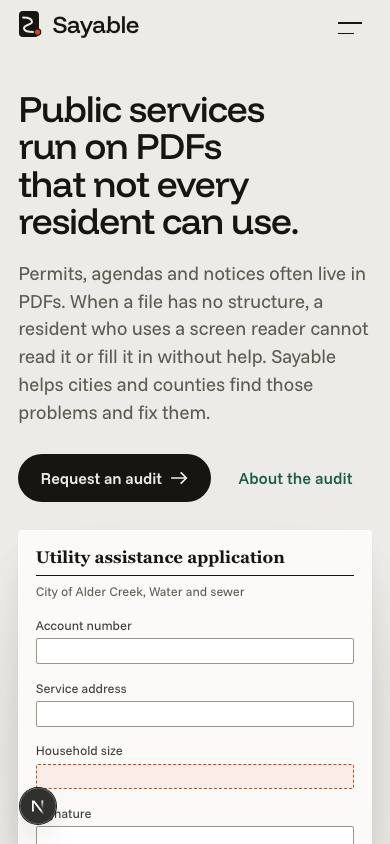 Sayable
Public services
run on PDFs
that not every
resident can use.
Permits, agendas and notices often live in
PDFs. When a file has no structure, a
resident who uses a screen reader cannot
read it or fill it in without help. Sayable
helps cities and counties find those
problems and fix them.
Request an audit → About the audit
Utility assistance application
City of Alder Creek, Water and sewer
Account number
Service address
Household size
N
nature